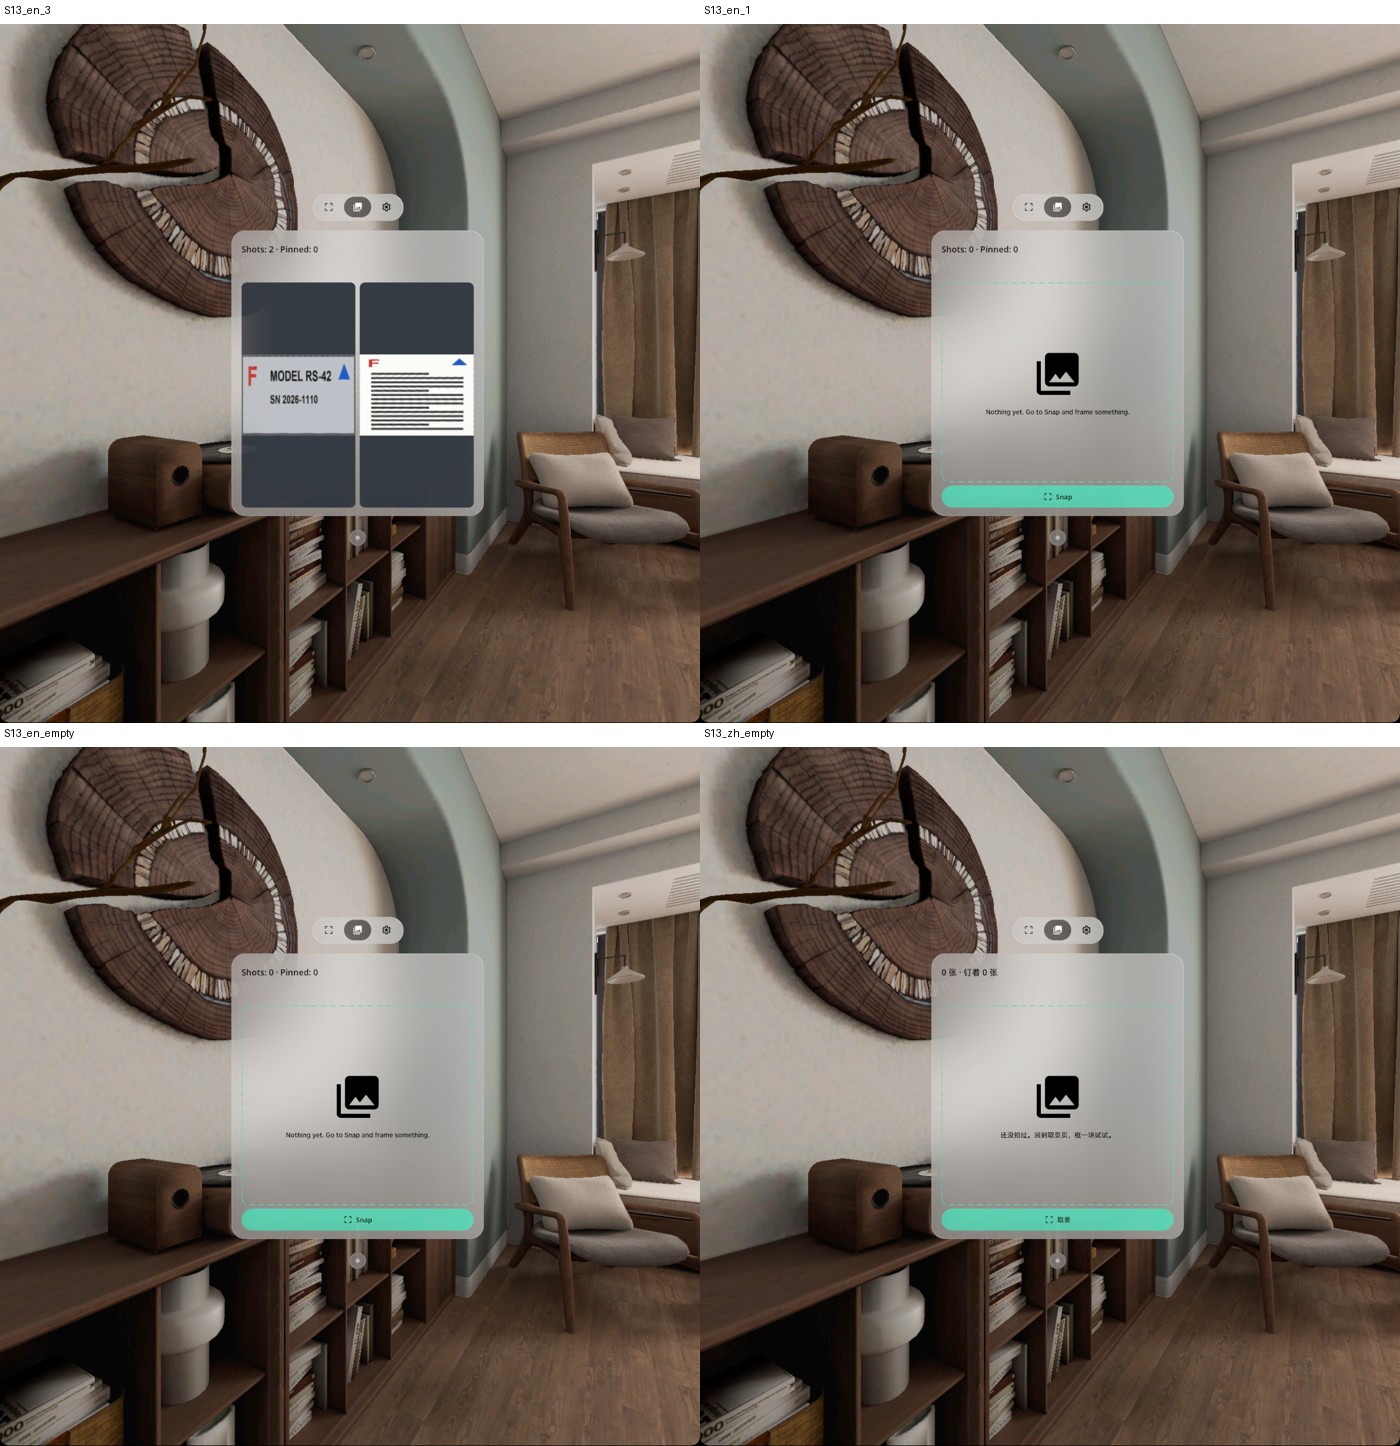 S13_en_3
S13_en_1
Shots: 2 · Pinned: 0
F MODEL RS-42
SN 2026-1110
F
Shots: 0 · Pinned: 0
Nothing yet. Go to Snap and frame something.
Snap
S13_en_empty
S13_zh_empty
Shots: 0 · Pinned: 0
Nothing yet. Go to Snap and frame something.
Snap
0 张 · 钉着 0 张
还没拍过。回到取景页，框一块试试。
取景